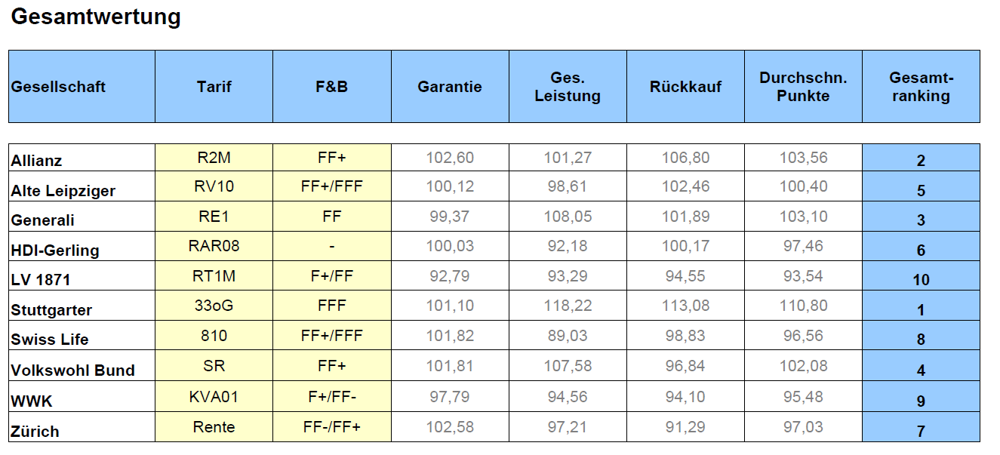 Gesamtwertung
Gesellschaft Tarif F&B Garantie Ges. Leistung Rückkauf Durchschn. Punkte Gesamt-ranking
Allianz R2M FF+ 102,60 101,27 106,80 103,56 2
Alte Leipziger RV10 FF+/FFF 100,12 98,61 102,46 100,40 5
Generali RE1 FF 99,37 108,05 101,89 103,10 3
HDI-Gerling RAR08 - 100,03 92,18 100,17 97,46 6
LV 1871 RT1M F+/FF 92,79 93,29 94,55 93,54 10
Stuttgarter 33oG FFF 101,10 118,22 113,08 110,80 1
Swiss Life 810 FF+/FFF 101,82 89,03 98,83 96,56 8
Volkswohl Bund SR FF+ 101,81 107,58 96,84 102,08 4
WWK KVA01 F+/FF- 97,79 94,56 94,10 95,48 9
Zürich Rente FF-/FF+ 102,58 97,21 91,29 97,03 7